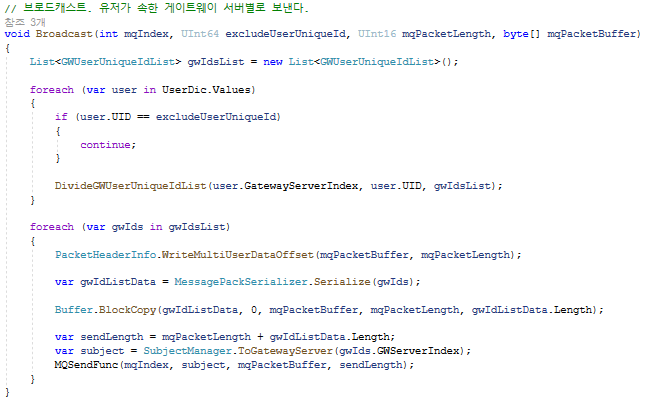 // 브로드캐스트. 유저가 속한 게이트웨이 서버별로 보낸다.
참조 3개
void Broadcast(int mqIndex, UInt64 excludeUserUniqueId, UInt16 mqPacketLength, byte[] mqPacketBuffer)
{
    List<GWUserUniqueIdList> gwIdsList = new List<GWUserUniqueIdList>();
    foreach (var user in UserDic.Values)
    {
        if (user.UID == excludeUserUniqueId)
        {
            continue;
        }
        DivideGWUserUniqueIdList(user.GatewayServerIndex, user.UID, gwIdsList);
    }
    foreach (var gwIds in gwIdsList)
    {
        PacketHeaderInfo.WriteMultiUserDataOffset(mqPacketBuffer, mqPacketLength);
        var gwIdListData = MessagePackSerializer.Serialize(gwIds);
        Buffer.BlockCopy(gwIdListData, 0, mqPacketBuffer, mqPacketLength, gwIdListData.Length);
        var sendLength = mqPacketLength + gwIdListData.Length;
        var subject = SubjectManager.ToGatewayServer(gwIds.GWServerIndex);
        MQSendFunc(mqIndex, subject, mqPacketBuffer, sendLength);
    }
}